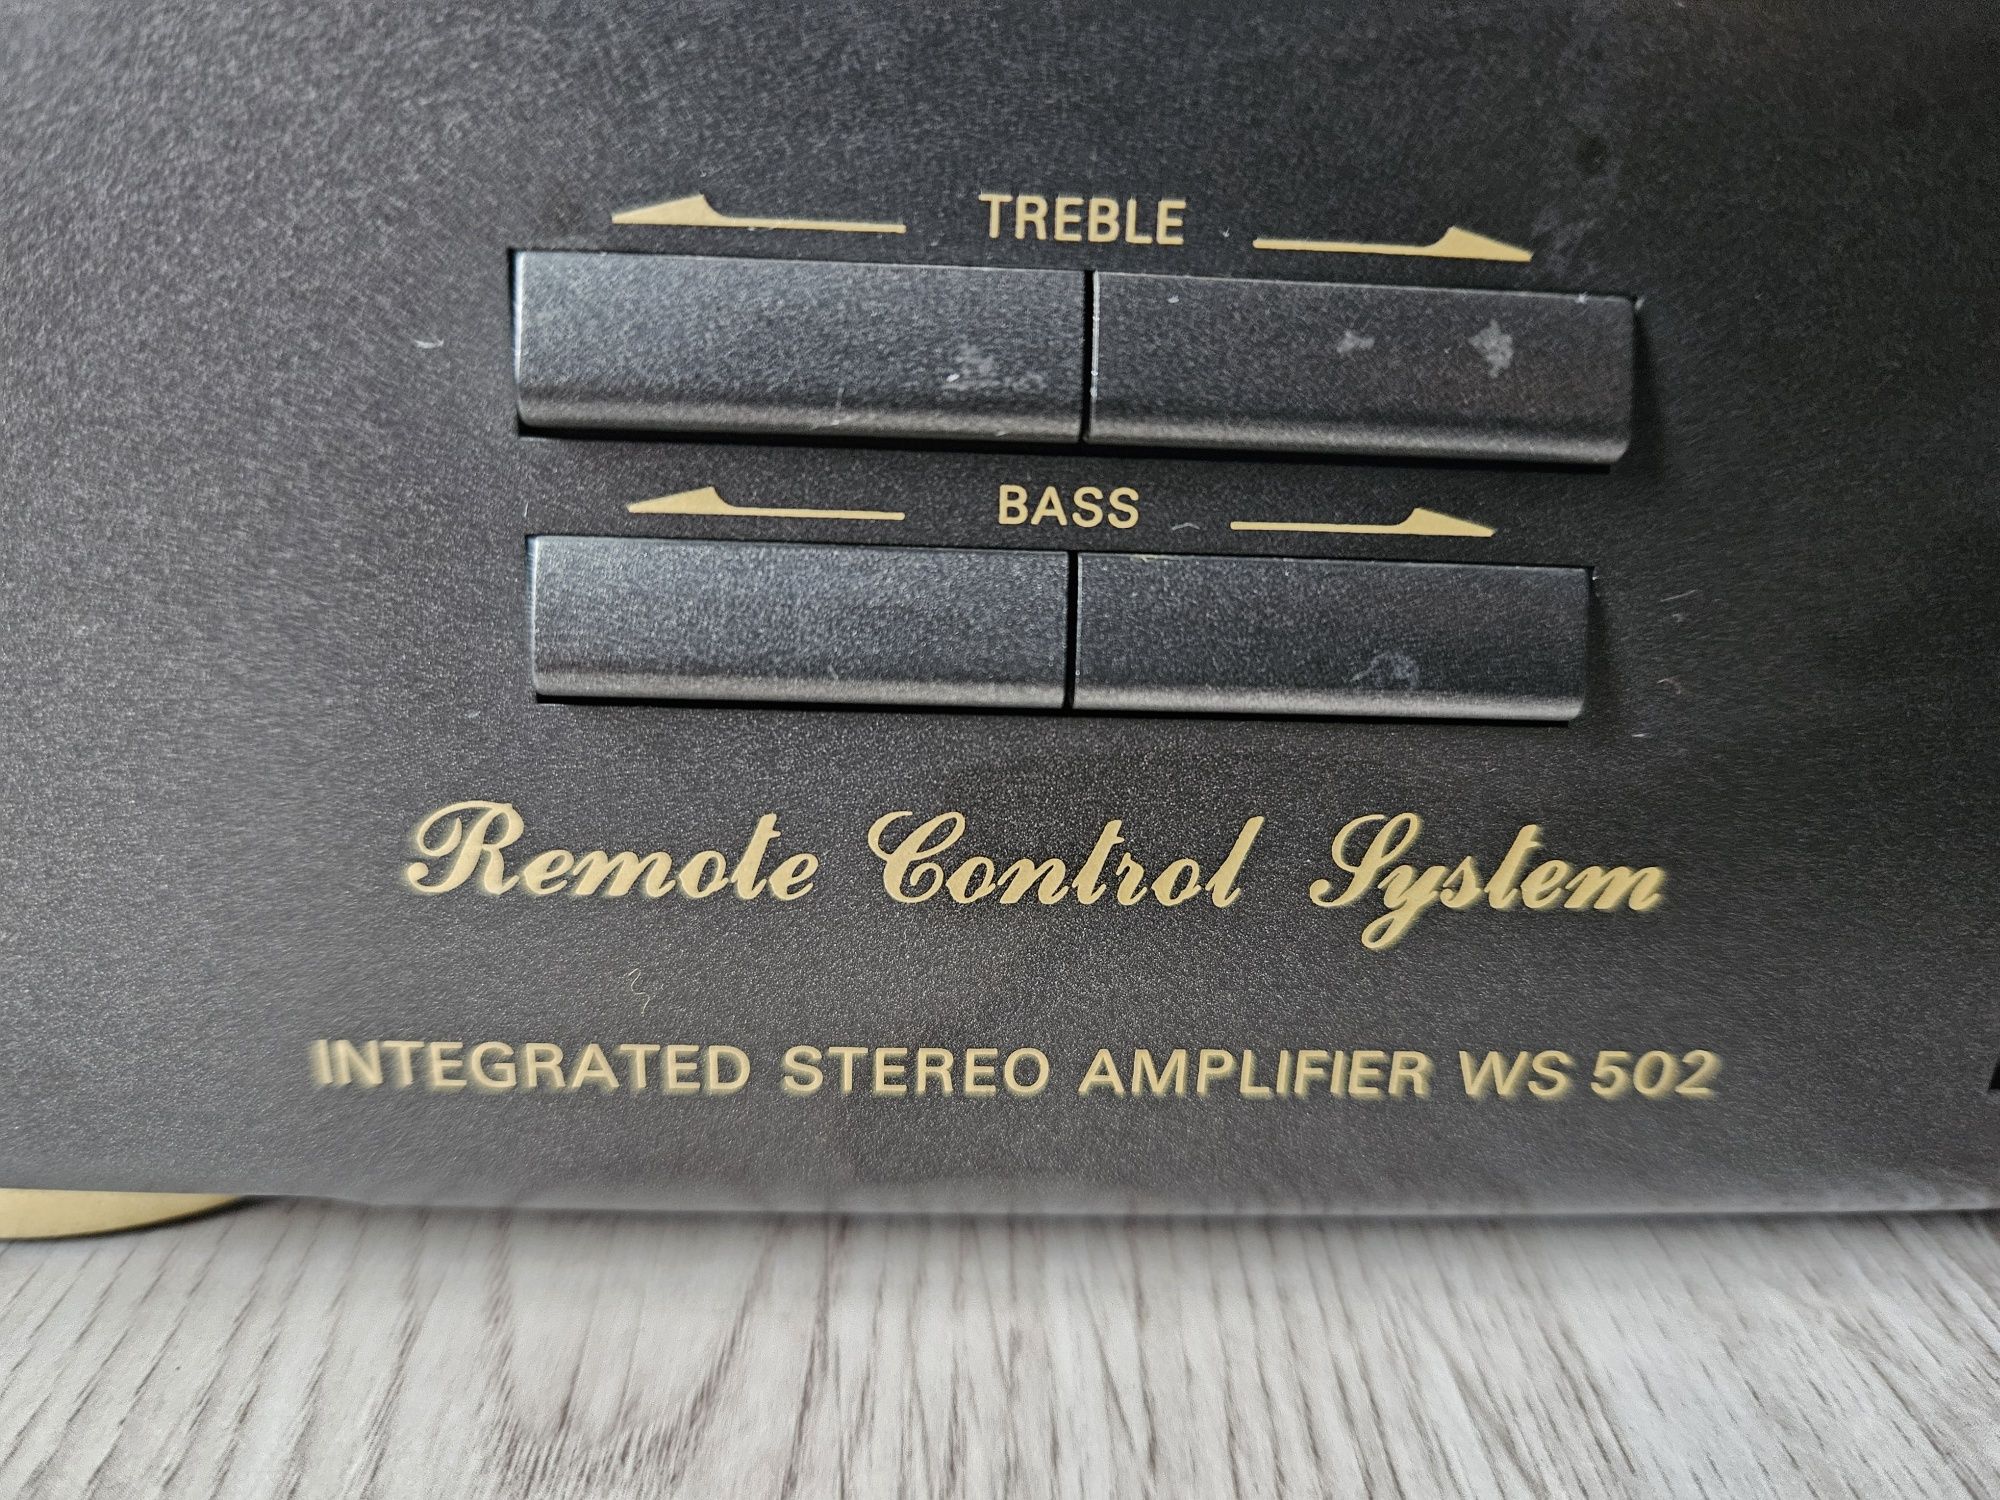 TREBLE
BASS
Remote Control System
INTEGRATED STEREO AMPLIFIER WS 502